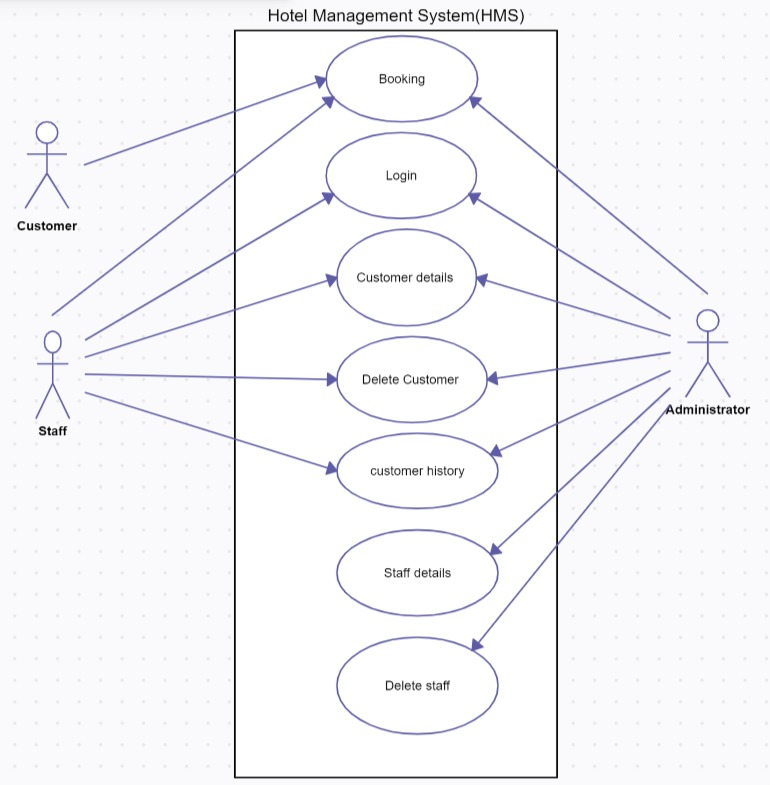 Hotel Management System(HMS)
Booking
Login
Customer
Customer details
Delete Customer
Administrator
Staff
customer history
Staff details
Delete staff